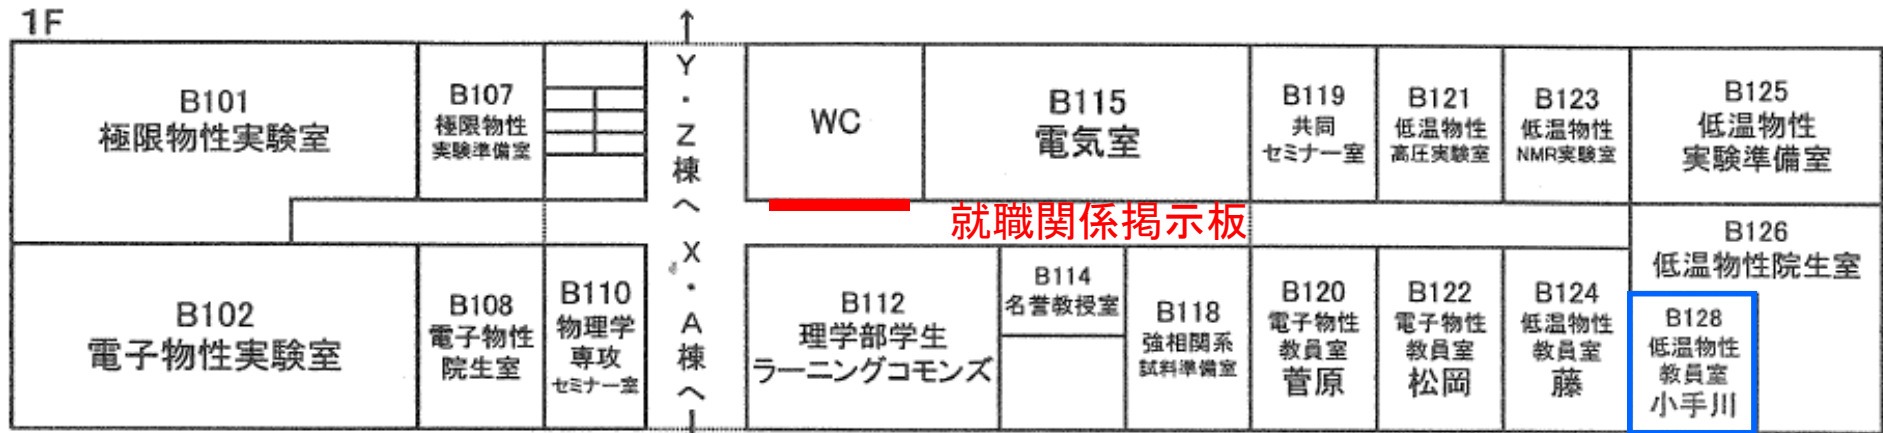 1F
B101
極限物性実験室
B107
極限物性
実験準備室
↑
Y・Z棟へ
WC
B115
電気室
B119
共同
セミナー室
B121
低温物性
高圧実験室
B123
低温物性
NMR実験室
B125
低温物性
実験準備室
就職関係掲示板
B102
電子物性実験室
B108
電子物性
院生室
B110
物理学
専攻
セミナー室
X・A棟へ
B112
理学部学生
ラーニングコモンズ
B114
名誉教授室
B118
強相関系
試料準備室
B120
電子物性
教員室
菅原
B122
電子物性
教員室
松岡
B124
低温物性
教員室
藤
B126
低温物性院生室
B128
低温物性
教員室
小手川